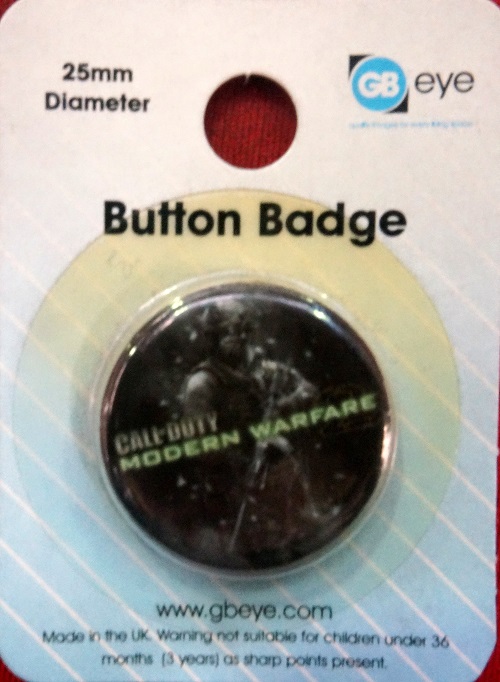 25mm
Diameter
GB eye
Button Badge
CALL OF DUTY
MODERN WARFARE
www.gbeye.com
Made in the UK. Warning not suitable for children under 36
months (3 years) as sharp points present.